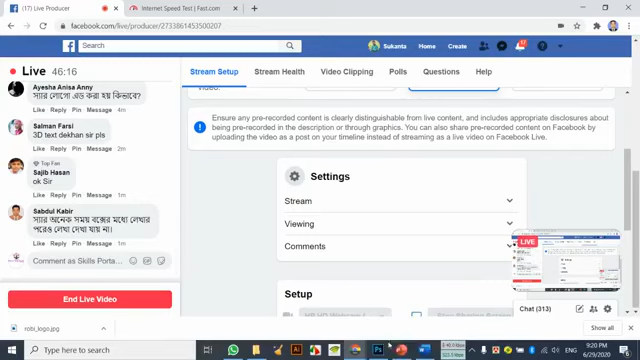 (17) Live Producer
Internet Speed Test | Fast.com
facebook.com/live/producer/2733861453500207
Search
Sukanta
Home
Create
Live 46:16
Stream Setup
Stream Health
Video Clipping
Polls
Questions
Help
Ayesha Anisa Anny
স্যার লোগো এড করা হয় কিভাবে?
Like Reply Pin Message 4m
Salman Farsi
3D text dekhan sir pls
Like Reply Pin Message 2m
Top Fan
Sajib Hasan
ok Sir
Like Reply Pin Message 1m
Sabdul Kabir
স্যার অনেক সময় বক্সের মধ্যে লেখার
পরেও লেখা দেখা যায় না।
Like Reply Pin Message 1m
Comment as Skills Porta...
End Live Video
Video.
Ensure any pre-recorded content is clearly distinguishable from live content, and includes appropriate disclosures about
being pre-recorded in the description or through graphics. You can also share pre-recorded content on Facebook by
uploading the video as a post on your timeline instead of streaming as a live video on Facebook Live.
Settings
Stream
Viewing
Comments
Setup
LIVE
Chat (313)
robi_logo.jpg
Show all
Type here to search
9:20 PM
6/29/2020